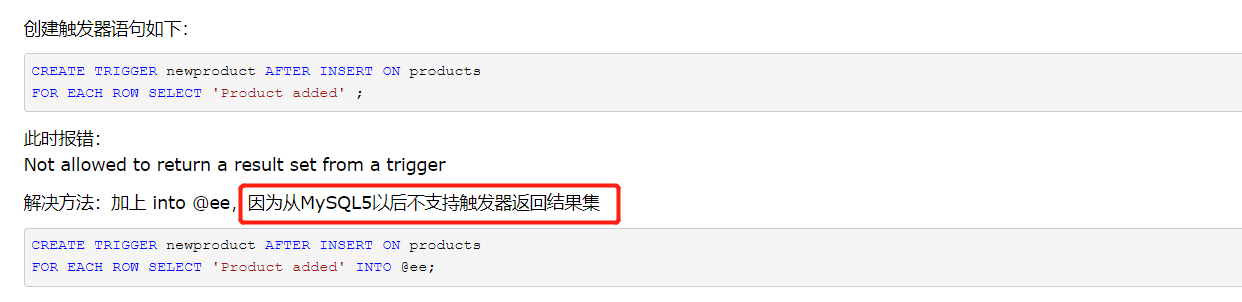 创建触发器语句如下：
CREATE TRIGGER newproduct AFTER INSERT ON products
FOR EACH ROW SELECT 'Product added' ;
此时报错：
Not allowed to return a result set from a trigger
解决方法：加上 into @ee，因为从MySQL5以后不支持触发器返回结果集
CREATE TRIGGER newproduct AFTER INSERT ON products
FOR EACH ROW SELECT 'Product added' INTO @ee;